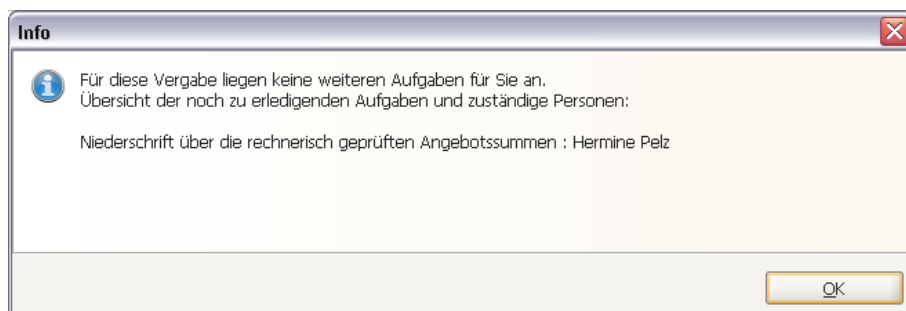 Info
Für diese Vergabe liegen keine weiteren Aufgaben für Sie an.
Übersicht der noch zu erledigenden Aufgaben und zuständige Personen:
Niederschrift über die rechnerisch geprüften Angebotssummen : Hermine Pelz
OK